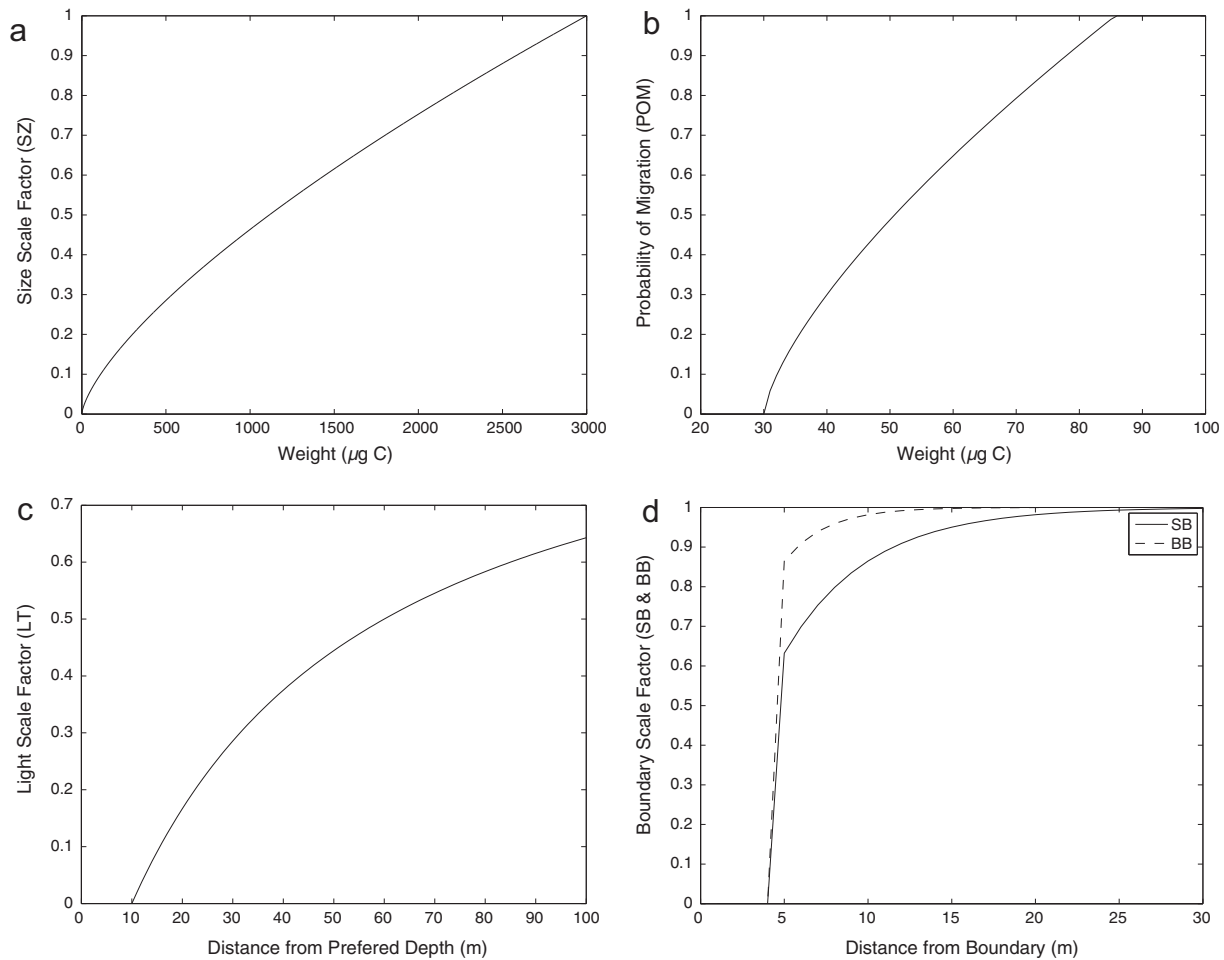 a
1
0.9
0.8
0.7
0.6
0.5
0.4
0.3
0.2
0.1
0
Size Scale Factor (SZ)
0 500 1000 1500 2000 2500 3000
Weight (µg C)
b
1
0.9
0.8
0.7
0.6
0.5
0.4
0.3
0.2
0.1
0
Probability of Migration (POM)
20 30 40 50 60 70 80 90 100
Weight (µg C)
c
0.7
0.6
0.5
0.4
0.3
0.2
0.1
0
Light Scale Factor (LT)
0 10 20 30 40 50 60 70 80 90 100
Distance from Prefered Depth (m)
d
1
0.9
0.8
0.7
0.6
0.5
0.4
0.3
0.2
0.1
0
Boundary Scale Factor (SB & BB)
SB
BB
0 5 10 15 20 25 30
Distance from Boundary (m)